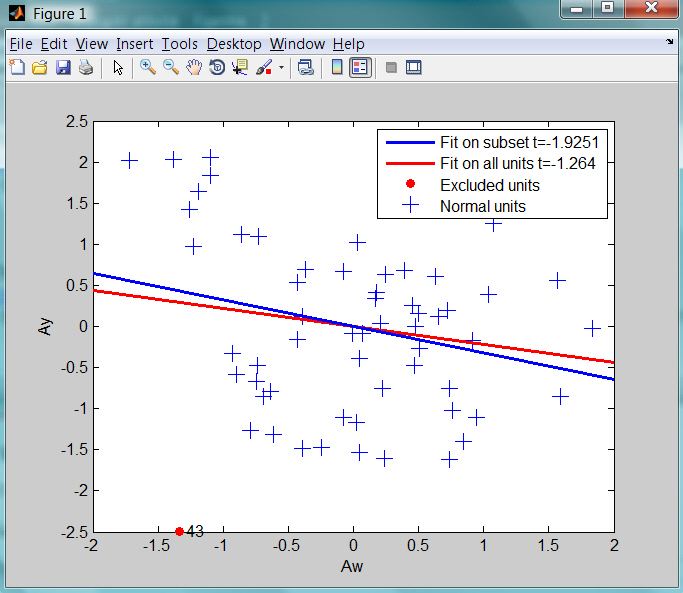 Figure 1
File Edit View Insert Tools Desktop Window Help
Fit on subset t=-1.9251
Fit on all units t=-1.264
Excluded units
Normal units
2.5
2
1.5
1
0.5
0
-0.5
-1
-1.5
-2
-2.5
Ay
43
-2 -1.5 -1 -0.5 0 0.5 1 1.5 2
Aw